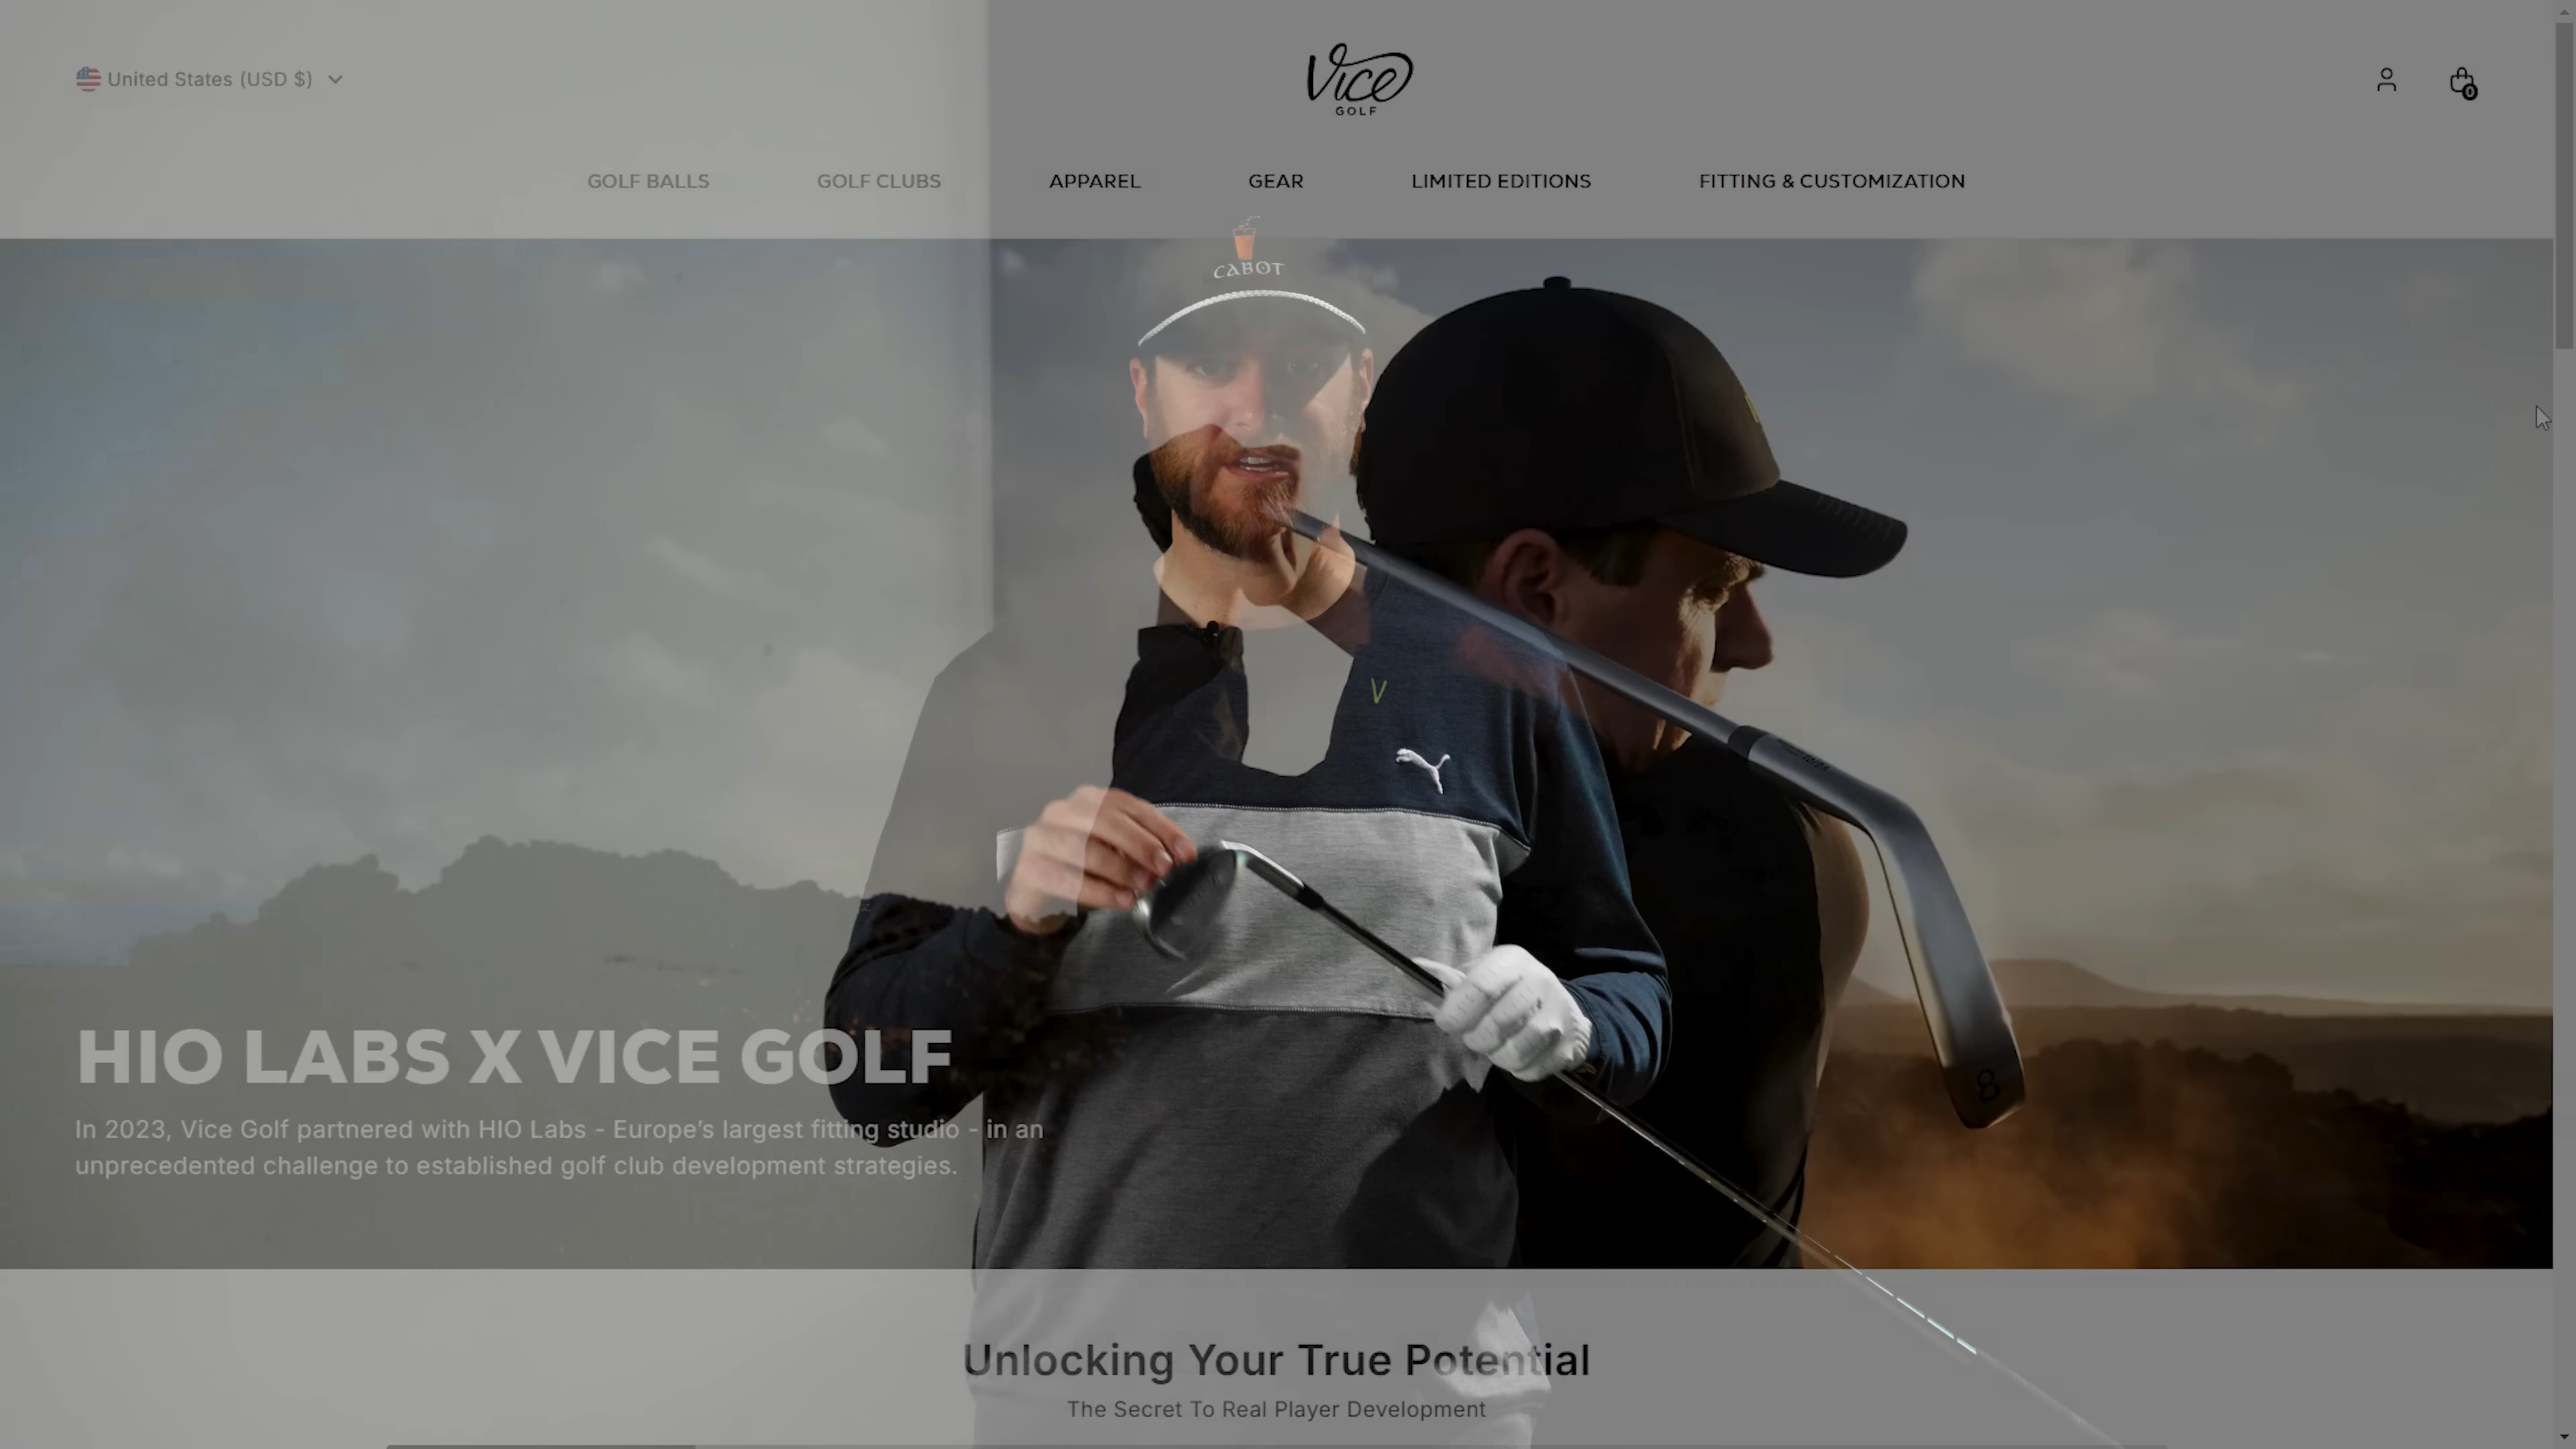 United States (USD $)
Vice
GOLF
0
GOLF BALLS
GOLF CLUBS
APPAREL
GEAR
LIMITED EDITIONS
FITTING & CUSTOMIZATION
CABOT
V
8
HIO LABS X VICE GOLF
In 2023, Vice Golf partnered with HIO Labs - Europe's largest fitting studio - in an
unprecedented challenge to established golf club development strategies.
Unlocking Your True Potential
The Secret To Real Player Development